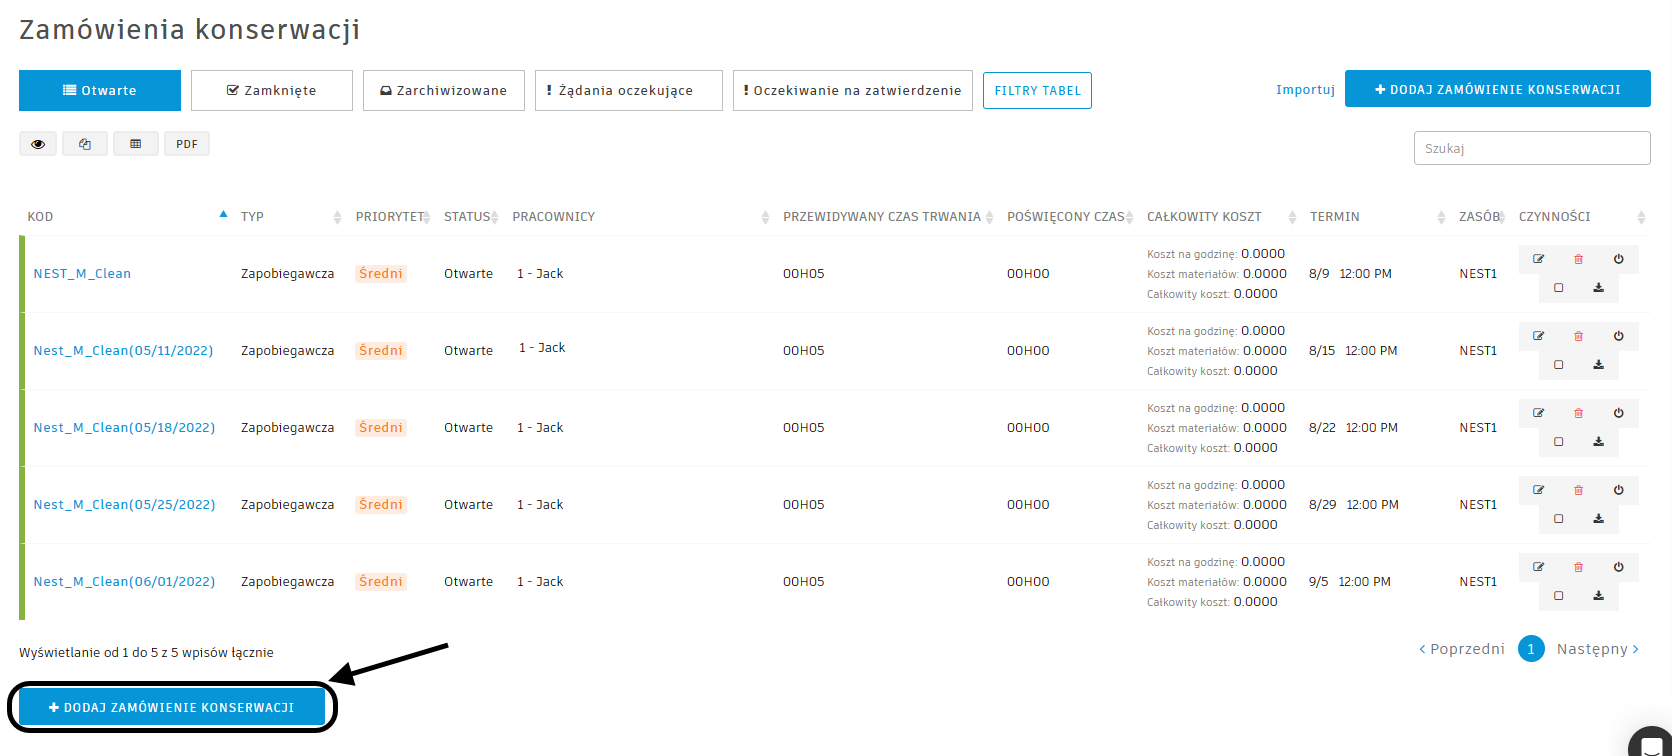 Zamówienia konserwacji
Otwarte Zamknięte Zarchiwizowane Żądania oczekujące Oczekiwanie na zatwierdzenie FILTRY TABEL Importuj DODAJ ZAMÓWIENIE KONSERWACJI
PDF Szukaj
KOD TYP PRIORYTET STATUS PRACOWNICY PRZEWIDYWANY CZAS TRWANIA POŚWIĘCONY CZAS CAŁKOWITY KOSZT TERMIN ZASÓB CZYNNOŚCI
Koszt na godzinę: 0.0000
NEST_M_Clean Zapobiegawcza Średni Otwarte 1 - Jack 00H05 00H00 Koszt materiałów: 0.0000 8/9 12:00 PM NEST1
Całkowity koszt: 0.0000
Koszt na godzinę: 0.0000
Nest_M_Clean(05/11/2022) Zapobiegawcza Średni Otwarte 1 - Jack 00H05 00H00 Koszt materiałów: 0.0000 8/15 12:00 PM NEST1
Całkowity koszt: 0.0000
Koszt na godzinę: 0.0000
Nest_M_Clean(05/18/2022) Zapobiegawcza Średni Otwarte 1 - Jack 00H05 00H00 Koszt materiałów: 0.0000 8/22 12:00 PM NEST1
Całkowity koszt: 0.0000
Koszt na godzinę: 0.0000
Nest_M_Clean(05/25/2022) Zapobiegawcza Średni Otwarte 1 - Jack 00H05 00H00 Koszt materiałów: 0.0000 8/29 12:00 PM NEST1
Całkowity koszt: 0.0000
Koszt na godzinę: 0.0000
Nest_M_Clean(06/01/2022) Zapobiegawcza Średni Otwarte 1 - Jack 00H05 00H00 Koszt materiałów: 0.0000 9/5 12:00 PM NEST1
Całkowity koszt: 0.0000
Wyświetlanie od 1 do 5 z 5 wpisów łącznie ‹ Poprzedni 1 Następny ›
DODAJ ZAMÓWIENIE KONSERWACJI